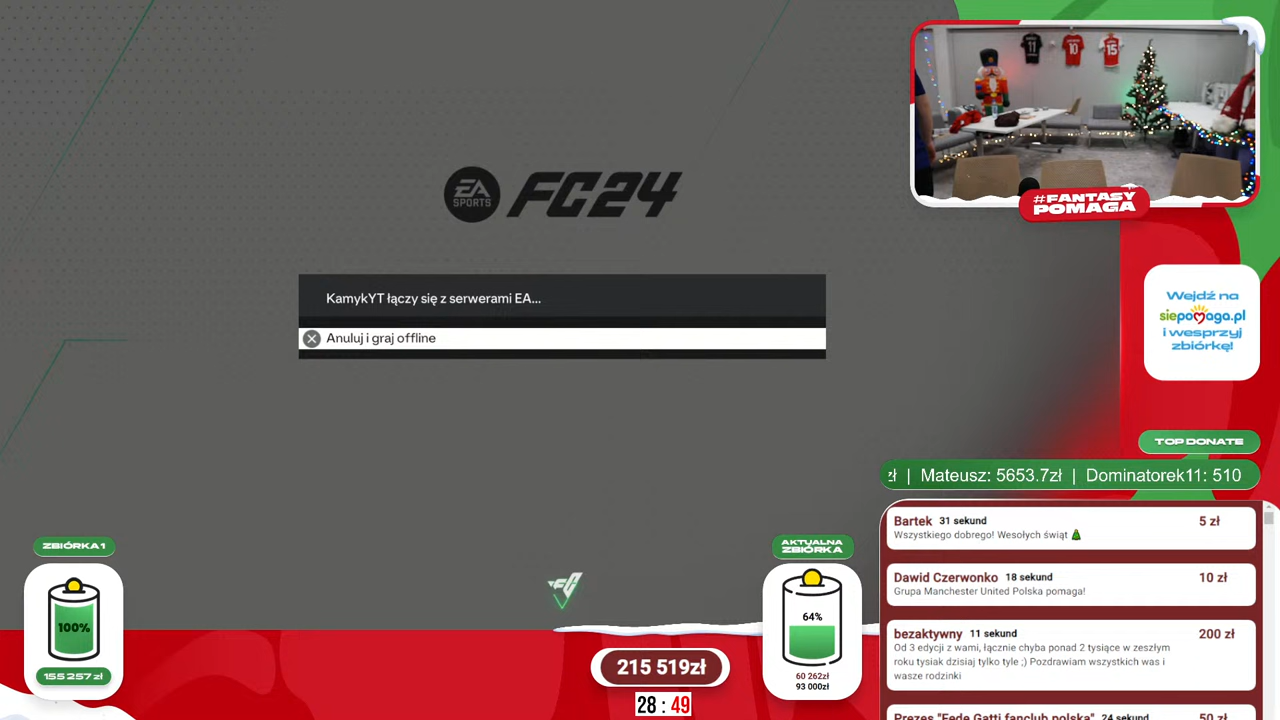 EA SPORTS FC24
KamykYT łączy się z serwerami EA...
Anuluj i graj offline
11
10
15
#FANTASY
POMAGA
Wejdź na
siepomaga.pl
i wesprzyj
zbiórkę!
TOP DONATE
zł | Mateusz: 5653.7zł | Dominatorek11: 510
Bartek 31 sekund 5 zł
Wszystkiego dobrego! Wesołych świąt 🎄
Dawid Czerwonko 18 sekund 10 zł
Grupa Manchester United Polska pomaga!
bezaktywny 11 sekund 200 zł
Od 3 edycji z wami, łącznie chyba ponad 2 tysiące w zeszłym
roku tysiak dzisiaj tylko tyle ;) Pozdrawiam wszystkich was i
wasze rodzinki
Prezes "Fede Gatti fanclub polska" 24 sekund 50 zł
ZBIÓRKA 1
100%
155 257 zł
AKTUALNA
ZBIÓRKA
64%
60 262zł
93 000zł
215 519zł
28 : 49